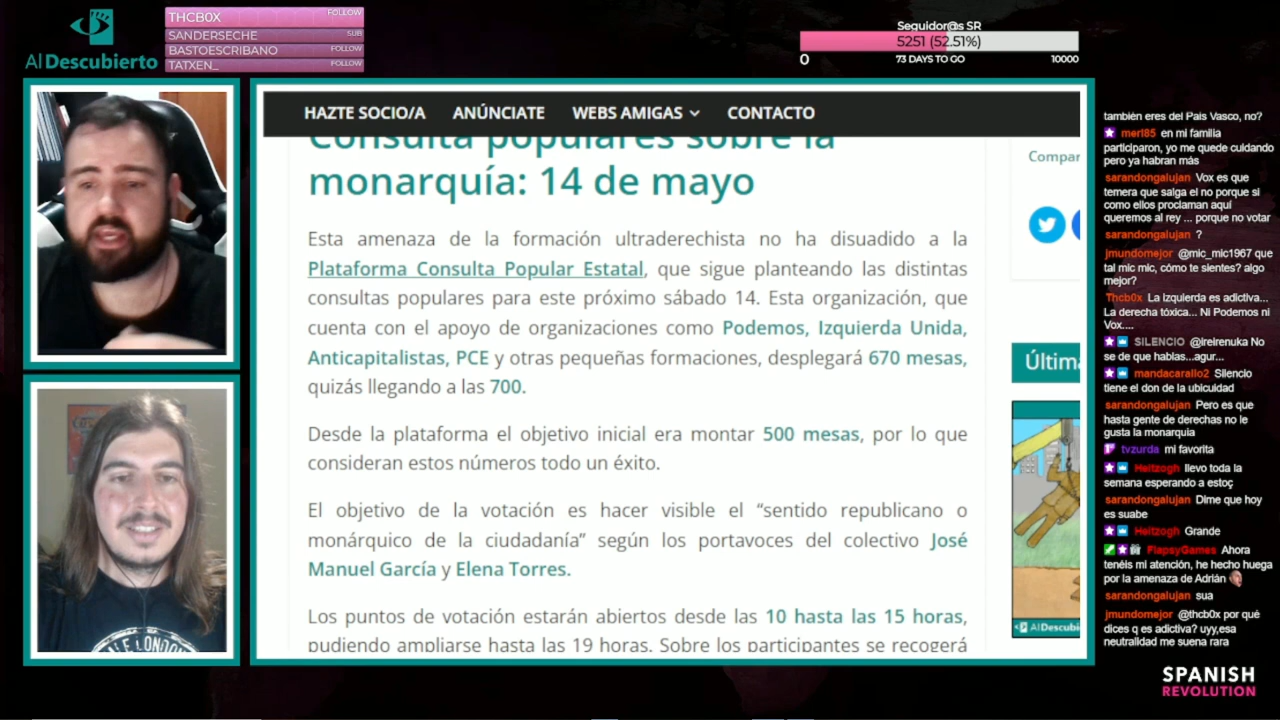 Al Descubierto
THCB0X FOLLOW
SANDERSECHE SUB
BASTOESCRIBANO FOLLOW
TATXEN_ FOLLOW
Seguidor@s SR
5251 (52.51%)
0 73 DAYS TO GO 10000
HAZTE SOCIO/A ANÚNCIATE WEBS AMIGAS CONTACTO
Consulta populares sobre la
monarquía: 14 de mayo
Esta amenaza de la formación ultraderechista no ha disuadido a la
Plataforma Consulta Popular Estatal, que sigue planteando las distintas
consultas populares para este próximo sábado 14. Esta organización, que
cuenta con el apoyo de organizaciones como Podemos, Izquierda Unida,
Anticapitalistas, PCE y otras pequeñas formaciones, desplegará 670 mesas,
quizás llegando a las 700.
Desde la plataforma el objetivo inicial era montar 500 mesas, por lo que
consideran estos números todo un éxito.
El objetivo de la votación es hacer visible el “sentido republicano o
monárquico de la ciudadanía” según los portavoces del colectivo José
Manuel García y Elena Torres.
Los puntos de votación estarán abiertos desde las 10 hasta las 15 horas,
pudiendo ampliarse hasta las 19 horas. Sobre los participantes se recogerá
Compar
Últim
Al Descubi
también eres del Pais Vasco, no?
merl85 en mi familia
participaron, yo me quede cuidando
pero ya habran más
sarandongalujan Vox es que
temera que salga el no porque si
como ellos proclaman aquí
queremos al rey ... porque no votar
sarandongalujan ?
jmundomejor @mic_mic1967 que
tal mic mic, cómo te sientes? algo
mejor?
Thcb0x La izquierda es adictiva...
La derecha tóxica... Ni Podemos ni
Vox....
SILENCIO @ireirenuka No
se de que hablas...agur...
mandacarallo2 Silencio
tiene el don de la ubicuidad
sarandongalujan Pero es que
hasta gente de derechas no le
gusta la monarquia
tvzurda mi favorita
Heitzogh llevo toda la
semana esperando a estoç
sarandongalujan Dime que hoy
es suabe
Heitzogh Grande
FlapsyGames Ahora
tenéis mi atención, he hecho huega
por la amenaza de Adrián
sarandongalujan sua
jmundomejor @thcb0x por qué
dices q es adictiva? uyy,esa
neutralidad me suena rara
SPANISH
REVOLUTION